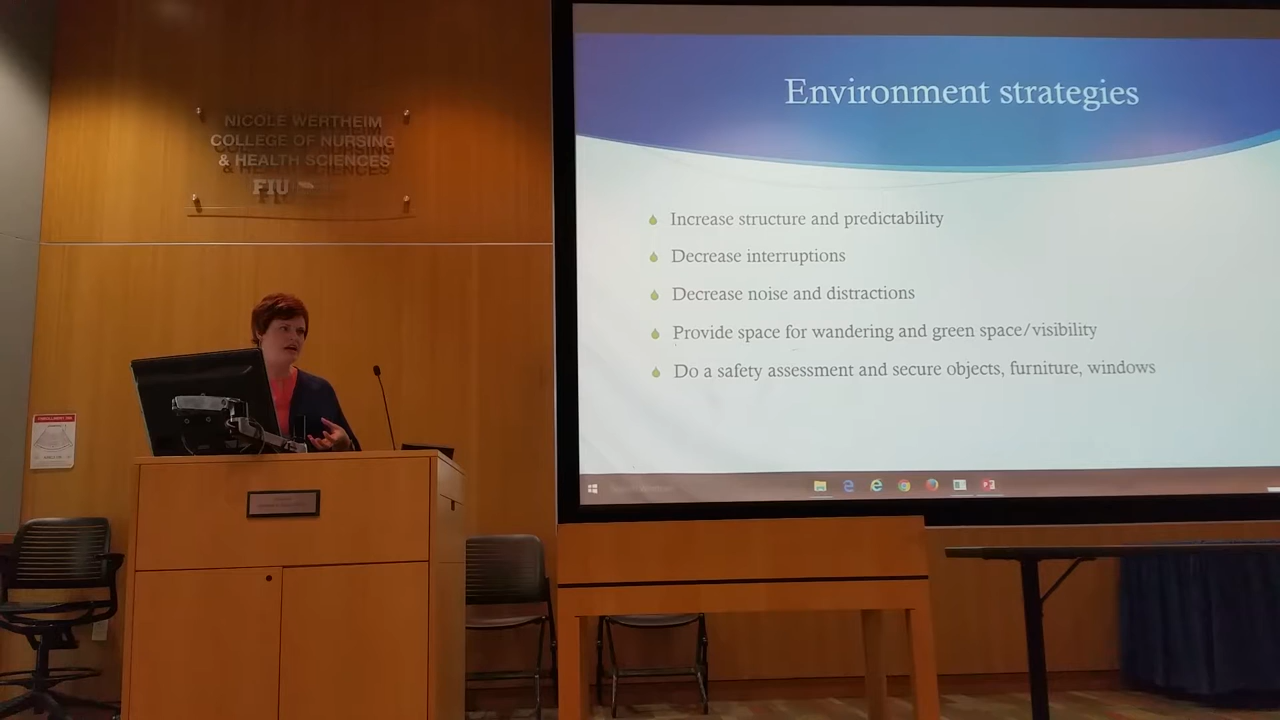 NICOLE WERTHEIM
COLLEGE OF NURSING
& HEALTH SCIENCES
FIU
Environment strategies
Increase structure and predictability
Decrease interruptions
Decrease noise and distractions
Provide space for wandering and green space/visibility
Do a safety assessment and secure objects, furniture, windows